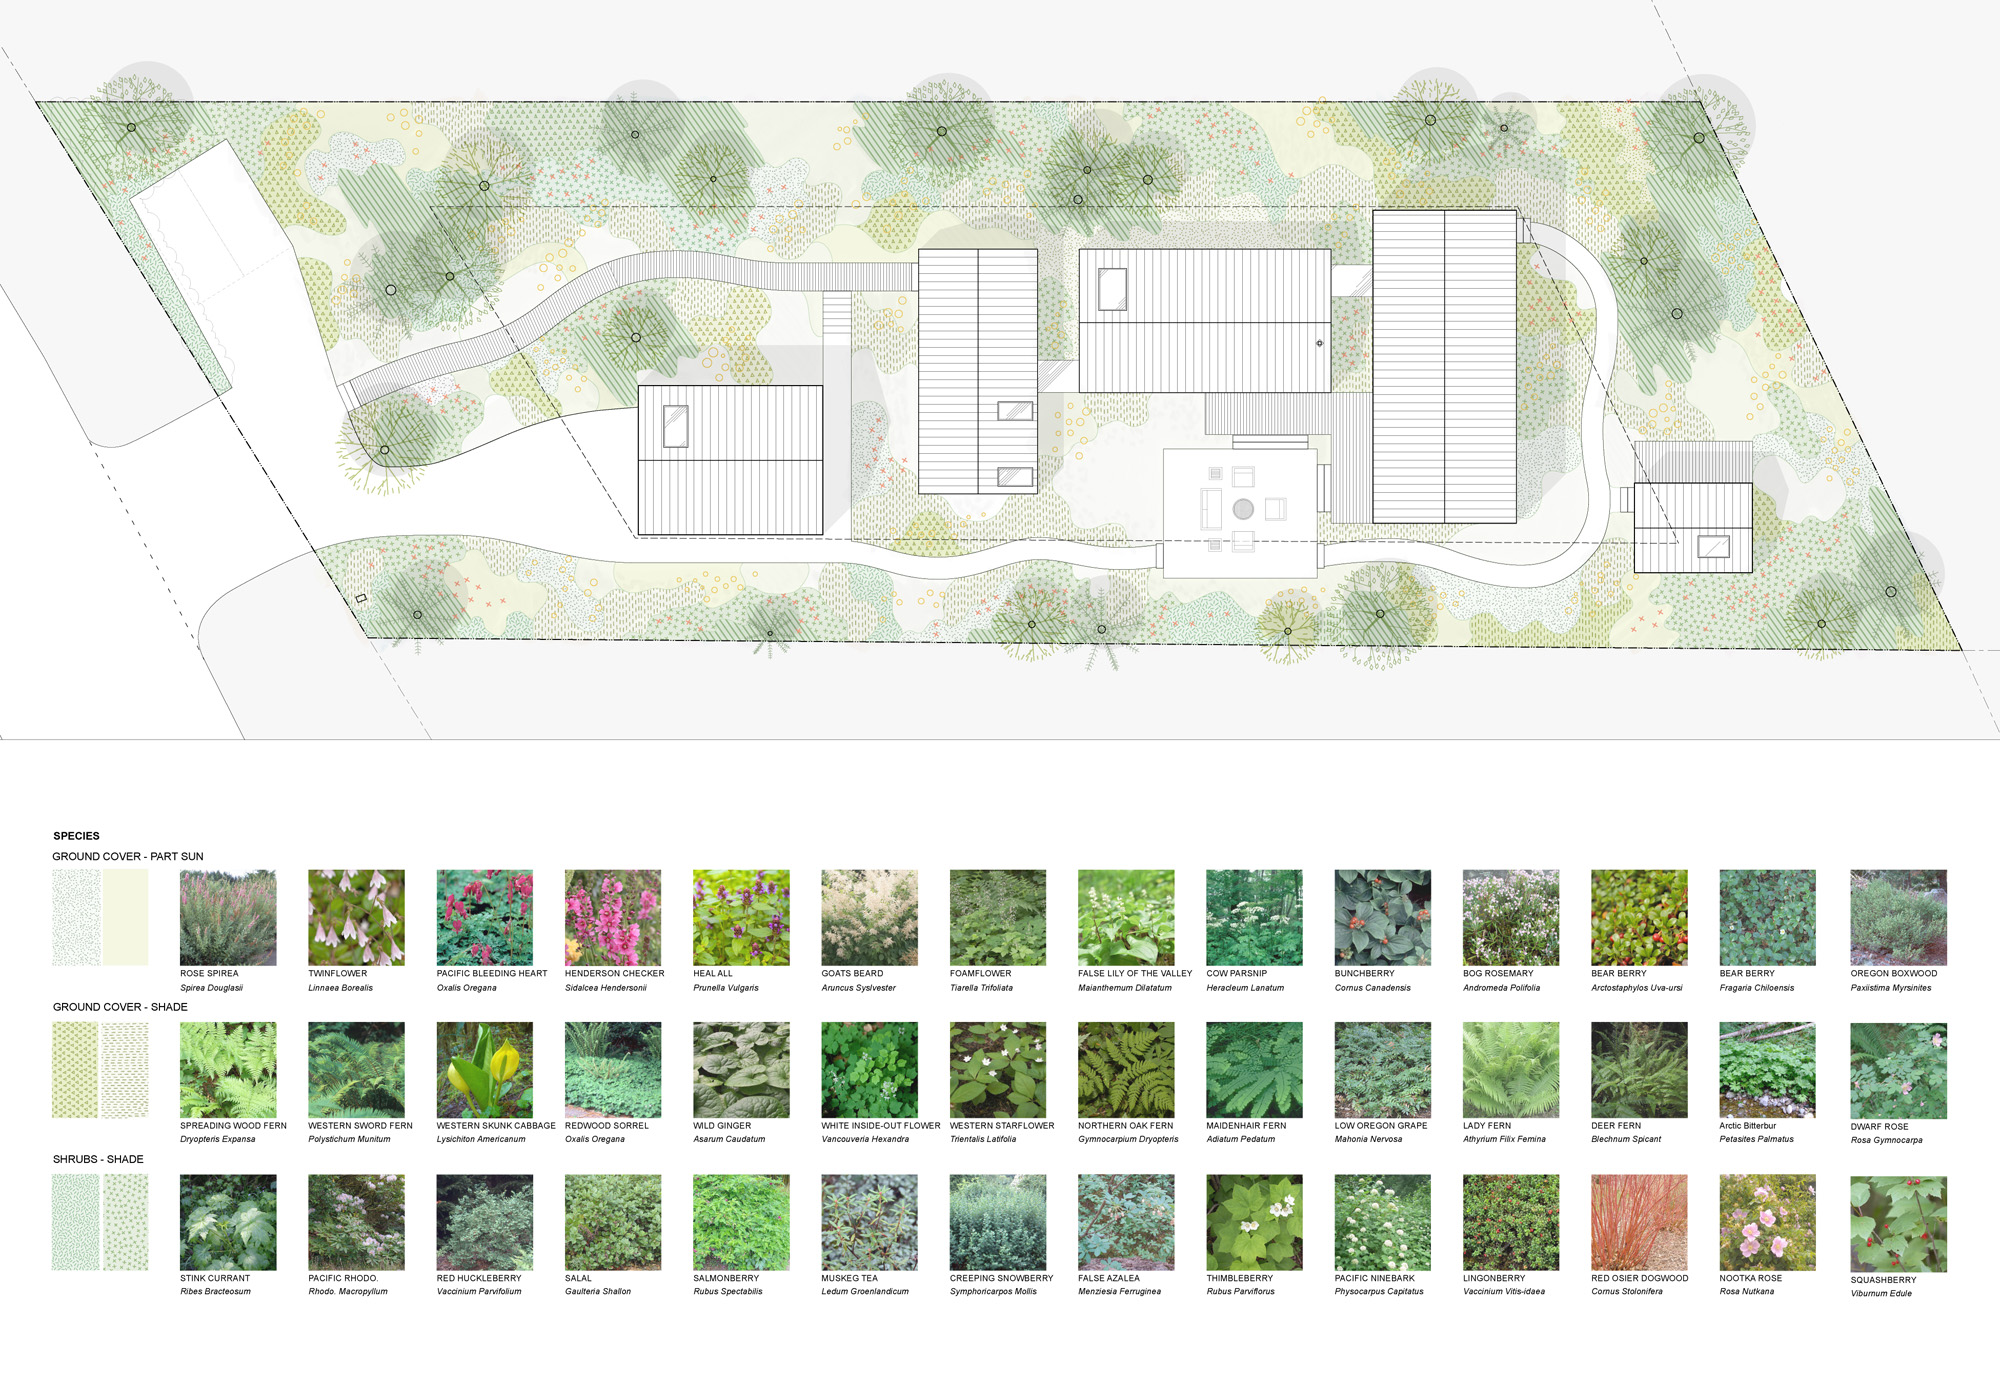 SPECIES
GROUND COVER - PART SUN
ROSE SPIREA
Spirea Douglasii
TWINFLOWER
Linnaea Borealis
PACIFIC BLEEDING HEART
Oxalis Oregana
HENDERSON CHECKER
Sidalcea Hendersonii
HEAL ALL
Prunella Vulgaris
GOATS BEARD
Aruncus Syslvester
FOAMFLOWER
Tiarella Trifoliata
FALSE LILY OF THE VALLEY
Maianthemum Dilatatum
COW PARSNIP
Heracleum Lanatum
BUNCHBERRY
Cornus Canadensis
BOG ROSEMARY
Andromeda Polifolia
BEAR BERRY
Arctostaphylos Uva-ursi
BEAR BERRY
Fragaria Chiloensis
OREGON BOXWOOD
Paxiistima Myrsinites
GROUND COVER - SHADE
SPREADING WOOD FERN
Dryopteris Expansa
WESTERN SWORD FERN
Polystichum Munitum
WESTERN SKUNK CABBAGE
Lysichiton Americanum
REDWOOD SORREL
Oxalis Oregana
WILD GINGER
Asarum Caudatum
WHITE INSIDE-OUT FLOWER
Vancouveria Hexandra
WESTERN STARFLOWER
Trientalis Latifolia
NORTHERN OAK FERN
Gymnocarpium Dryopteris
MAIDENHAIR FERN
Adiatum Pedatum
LOW OREGON GRAPE
Mahonia Nervosa
LADY FERN
Athyrium Filix Femina
DEER FERN
Blechnum Spicant
Arctic Bitterbur
Petasites Palmatus
DWARF ROSE
Rosa Gymnocarpa
SHRUBS - SHADE
STINK CURRANT
Ribes Bracteosum
PACIFIC RHODO.
Rhodo. Macropyllum
RED HUCKLEBERRY
Vaccinium Parvifolium
SALAL
Gaulteria Shallon
SALMONBERRY
Rubus Spectabilis
MUSKEG TEA
Ledum Groenlandicum
CREEPING SNOWBERRY
Symphoricarpos Mollis
FALSE AZALEA
Menziesia Ferruginea
THIMBLEBERRY
Rubus Parviflorus
PACIFIC NINEBARK
Physocarpus Capitatus
LINGONBERRY
Vaccinium Vitis-idaea
RED OSIER DOGWOOD
Cornus Stolonifera
NOOTKA ROSE
Rosa Nutkana
SQUASHBERRY
Viburnum Edule